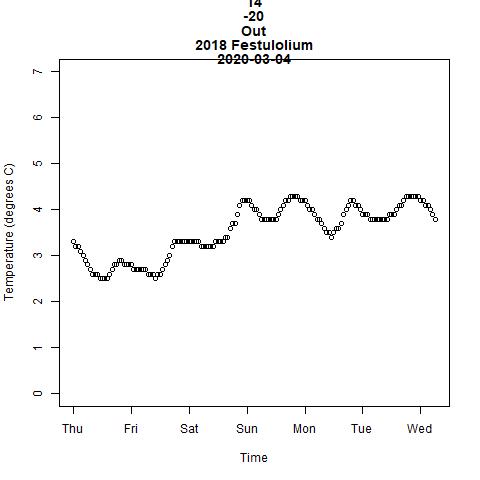 14
-20
Out
2018 Festulolium
2020-03-04
Temperature (degrees C)
7
6
5
4
3
2
1
0
Thu Fri Sat Sun Mon Tue Wed
Time